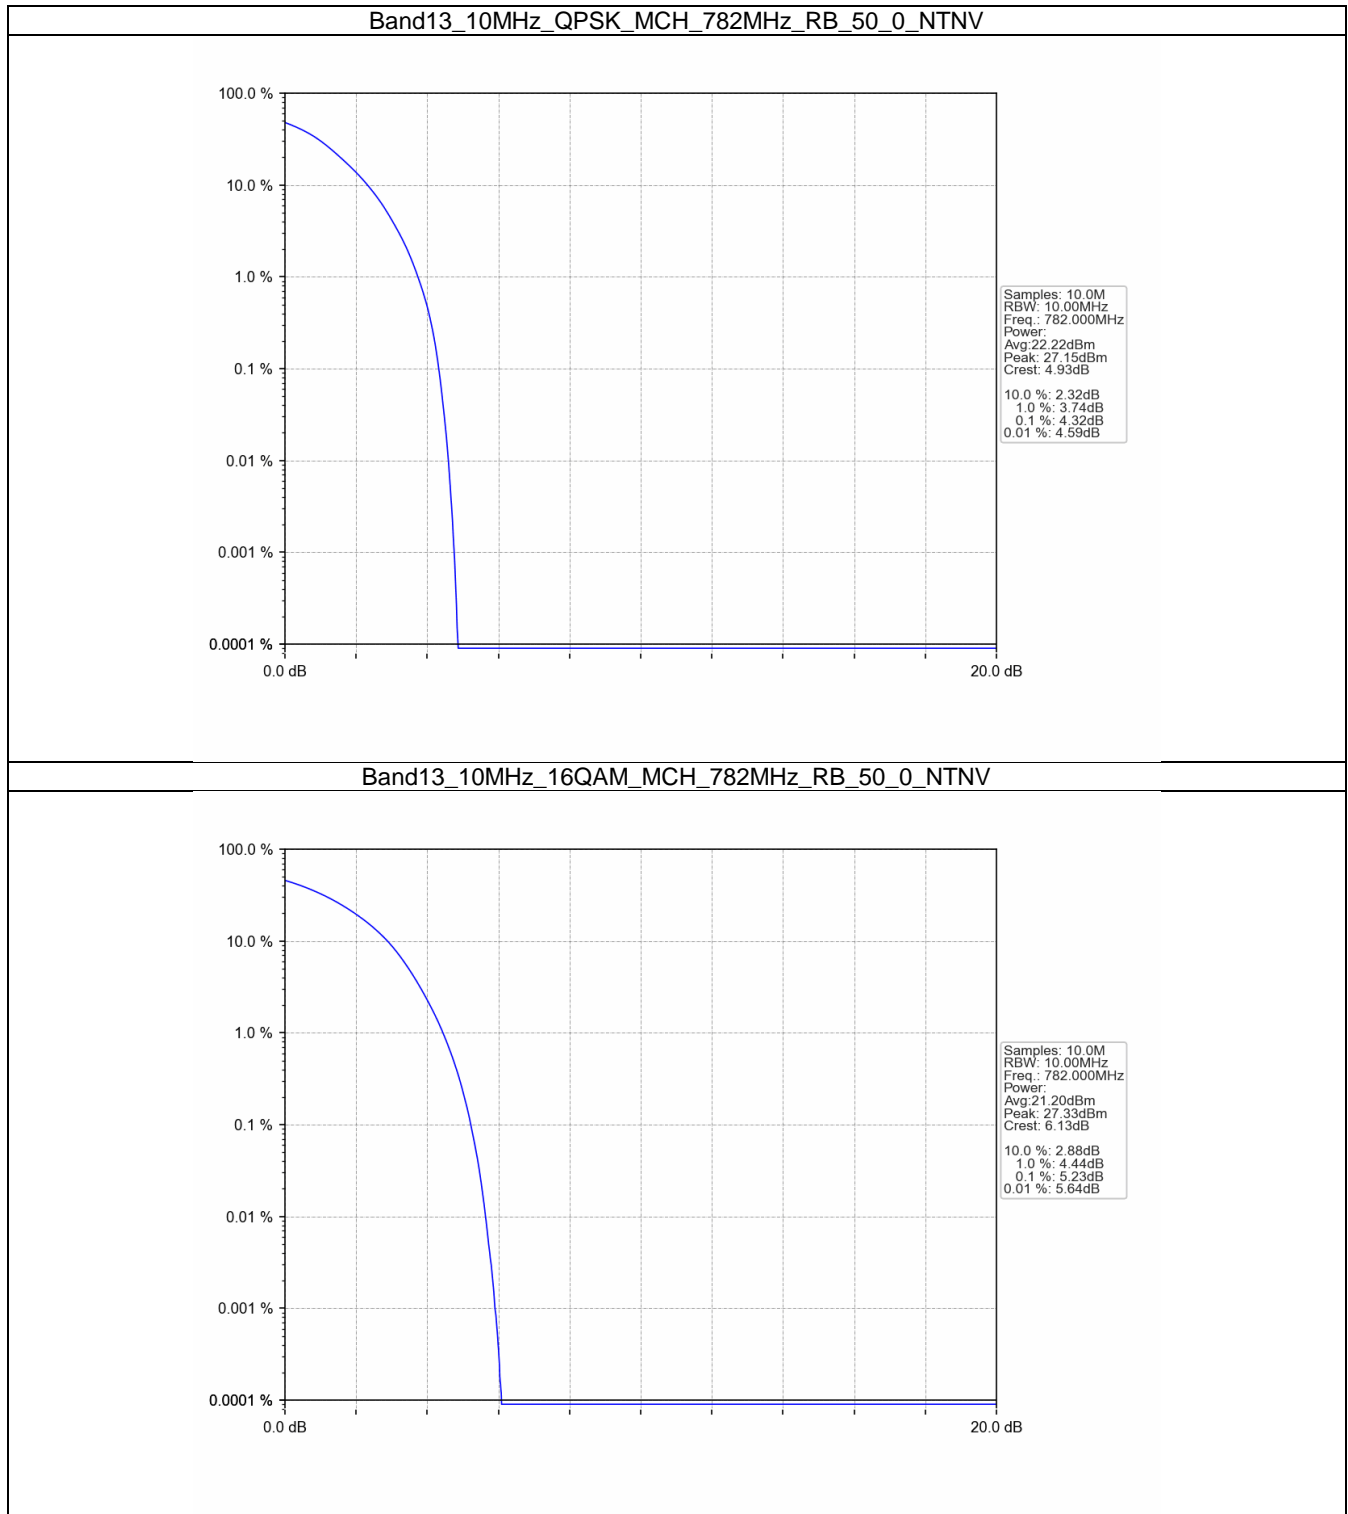 Band13_10MHz_QPSK_MCH_782MHz_RB_50_0_NTNV
100.0 %
10.0 %
1.0 %
0.1 %
0.01 %
0.001 %
0.0001 %
0.0 dB
20.0 dB
Samples: 10.0M
RBW: 10.00MHz
Freq.: 782.000MHz
Power:
Avg:22.22dBm
Peak: 27.15dBm
Crest: 4.93dB
10.0 %: 2.32dB
1.0 %: 3.74dB
0.1 %: 4.32dB
0.01 %: 4.59dB
Band13_10MHz_16QAM_MCH_782MHz_RB_50_0_NTNV
100.0 %
10.0 %
1.0 %
0.1 %
0.01 %
0.001 %
0.0001 %
0.0 dB
20.0 dB
Samples: 10.0M
RBW: 10.00MHz
Freq.: 782.000MHz
Power:
Avg:21.20dBm
Peak: 27.33dBm
Crest: 6.13dB
10.0 %: 2.88dB
1.0 %: 4.44dB
0.1 %: 5.23dB
0.01 %: 5.64dB